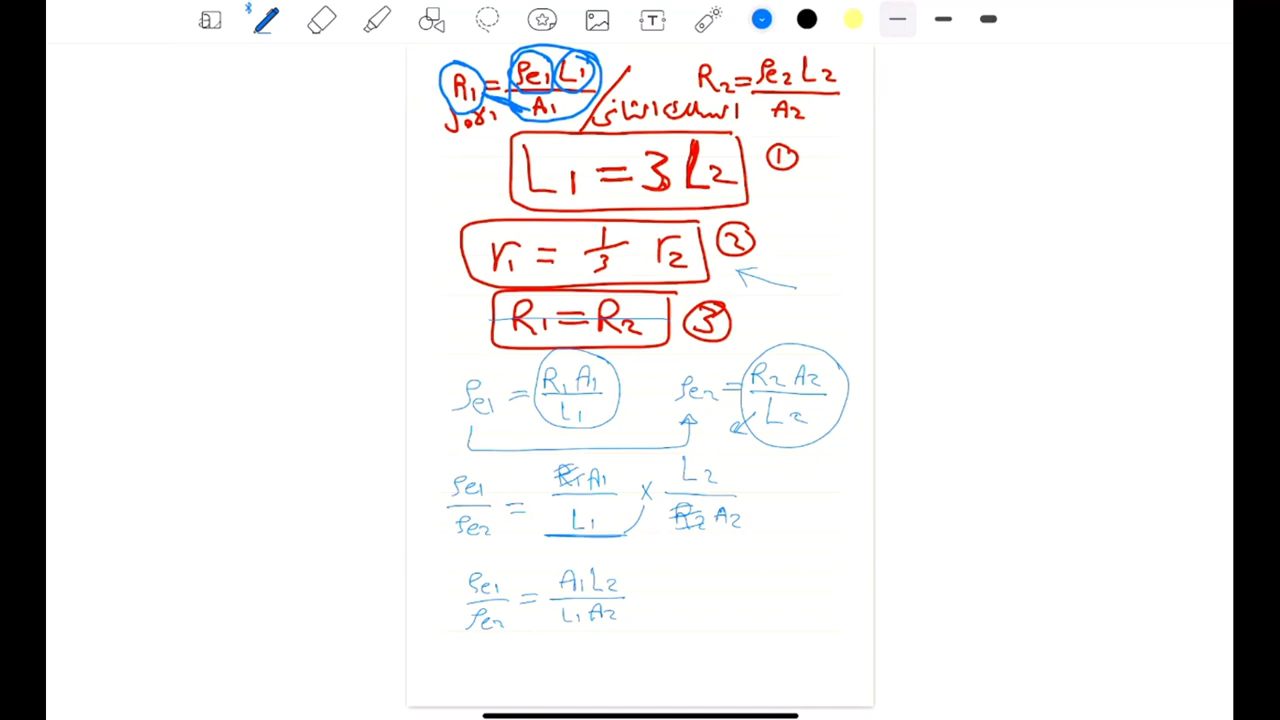 R₁ = ρe₁ L₁ / A₁
R₂ = ρe₂ L₂ / A₂
L₁ = 3 L₂ ①
r₁ = 1/3 r₂ ②
R₁ = R₂ ③
ρe₁ = R₁ A₁ / L₁
ρe₂ = R₂ A₂ / L₂
ρe₁ / ρe₂ = R₁ A₁ / L₁ × L₂ / R₂ A₂
ρe₁ / ρe₂ = A₁ L₂ / L₁ A₂